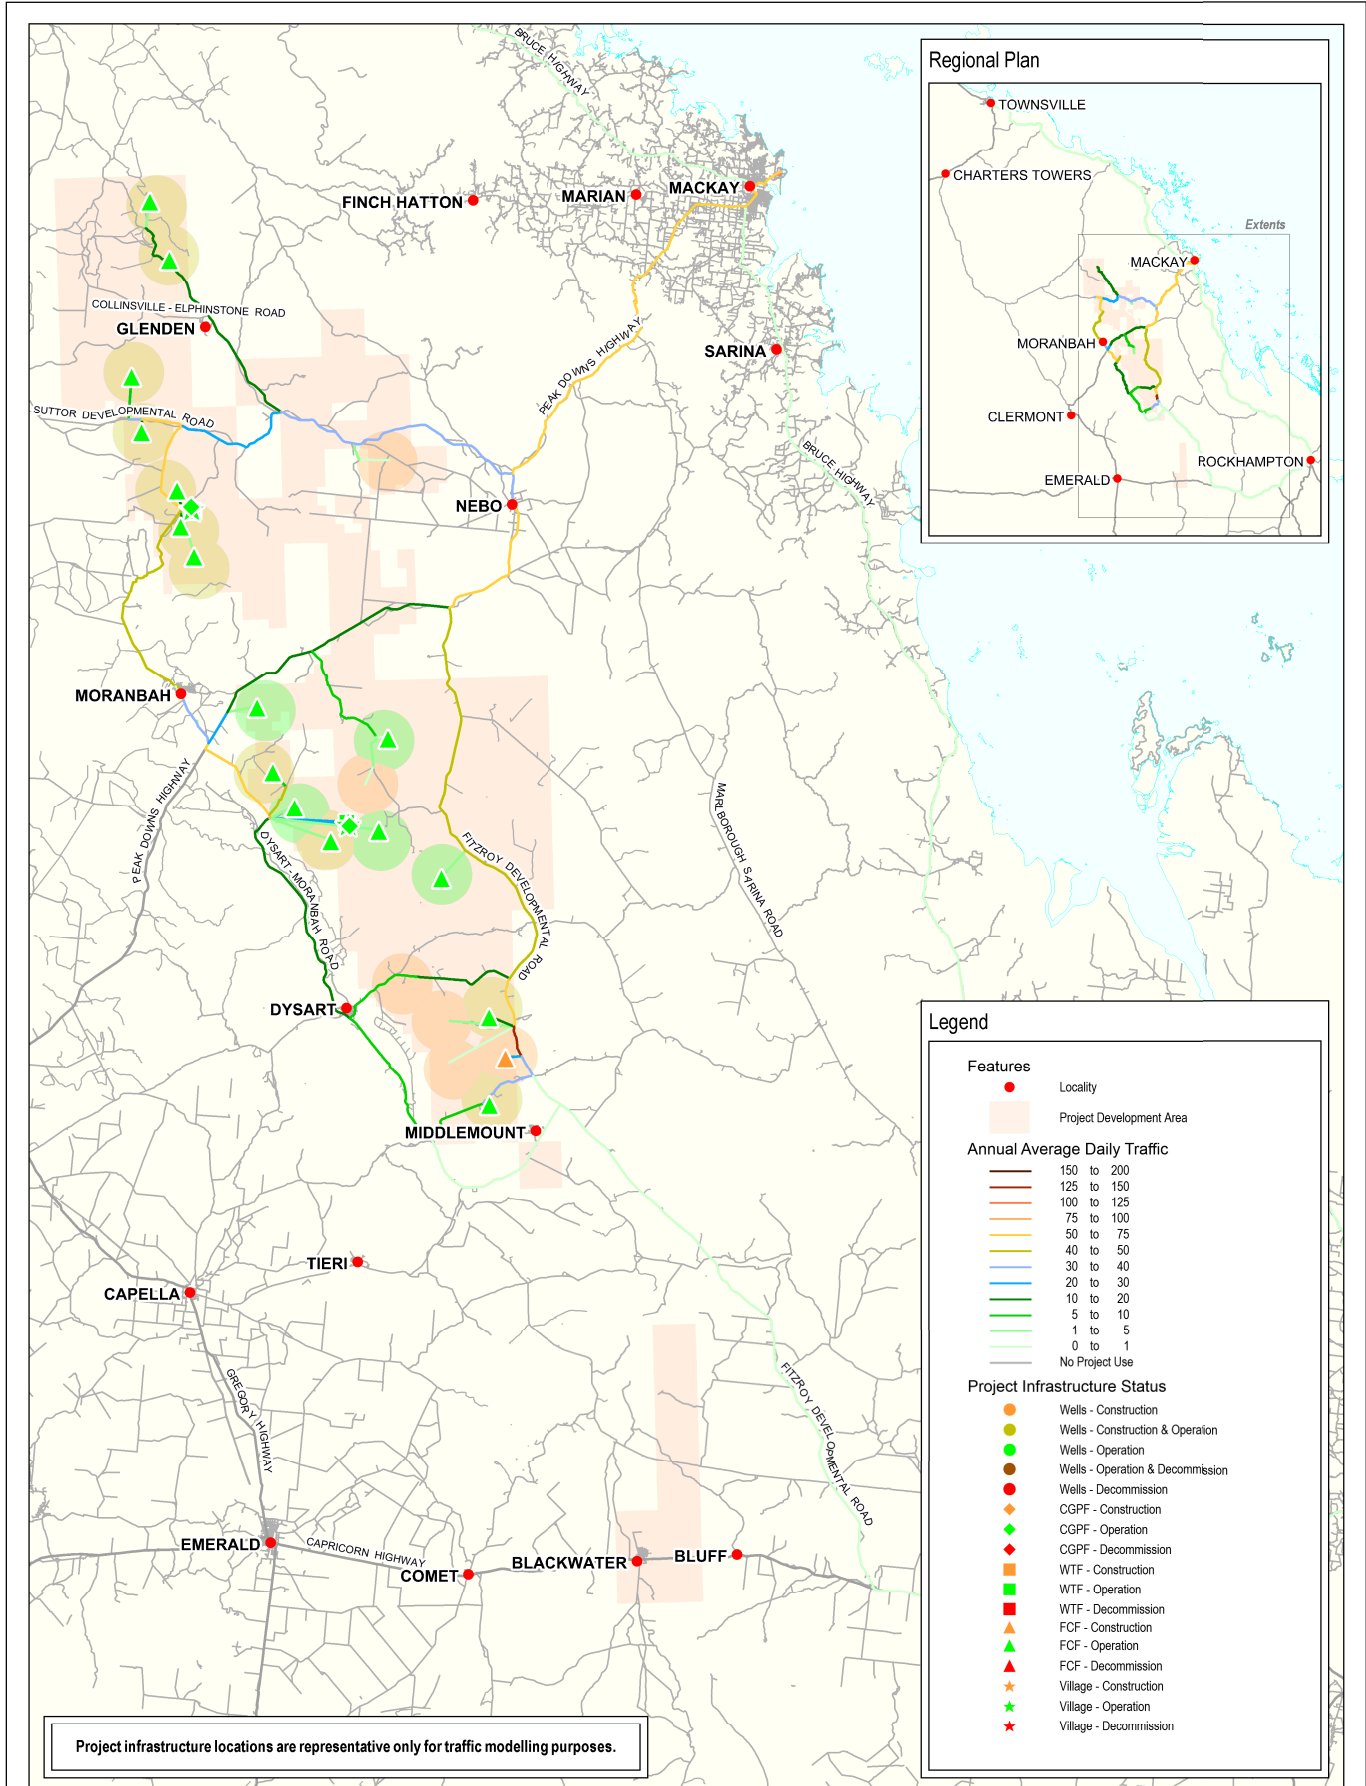 BRUCE HIGHWAY
FINCH HATTON
MARIAN
MACKAY
COLLINSVILLE - ELPHINSTONE ROAD
GLENDEN
SARINA
PEAK DOWNS HIGHWAY
SUTTOR DEVELOPMENTAL ROAD
BRUCE HIGHWAY
NEBO
MORANBAH
PEAK DOWNS HIGHWAY
DYSART - MORANBAH ROAD
FITZROY DEVELOPMENTAL ROAD
MARLBOROUGH SARINA ROAD
DYSART
MIDDLEMOUNT
TIERI
CAPELLA
GREGORY HIGHWAY
FITZROY DEVELOPMENTAL ROAD
EMERALD
CAPRICORN HIGHWAY
COMET
BLACKWATER
BLUFF
Project infrastructure locations are representative only for traffic modelling purposes.
Regional Plan
TOWNSVILLE
CHARTERS TOWERS
Extents
MACKAY
MORANBAH
CLERMONT
ROCKHAMPTON
EMERALD
Legend
Features
Locality
Project Development Area
Annual Average Daily Traffic
150 to 200
125 to 150
100 to 125
75 to 100
50 to 75
40 to 50
30 to 40
20 to 30
10 to 20
5 to 10
1 to 5
0 to 1
No Project Use
Project Infrastructure Status
Wells - Construction
Wells - Construction & Operation
Wells - Operation
Wells - Operation & Decommission
Wells - Decommission
CGPF - Construction
CGPF - Operation
CGPF - Decommission
WTF - Construction
WTF - Operation
WTF - Decommission
FCF - Construction
FCF - Operation
FCF - Decommission
Village - Construction
Village - Operation
Village - Decommission